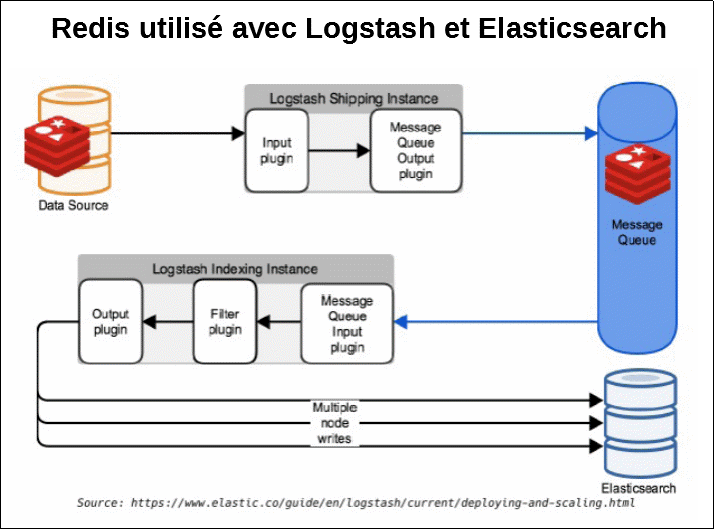 Redis utilisé avec Logstash et Elasticsearch
Logstash Shipping Instance
Input
plugin
Message
Queue
Output
plugin
Data Source
Message
Queue
Logstash Indexing Instance
Output
plugin
Filter
plugin
Message
Queue
Input
plugin
Multiple
node
writes
Elasticsearch
Source: https://www.elastic.co/guide/en/logstash/current/deploying-and-scaling.html